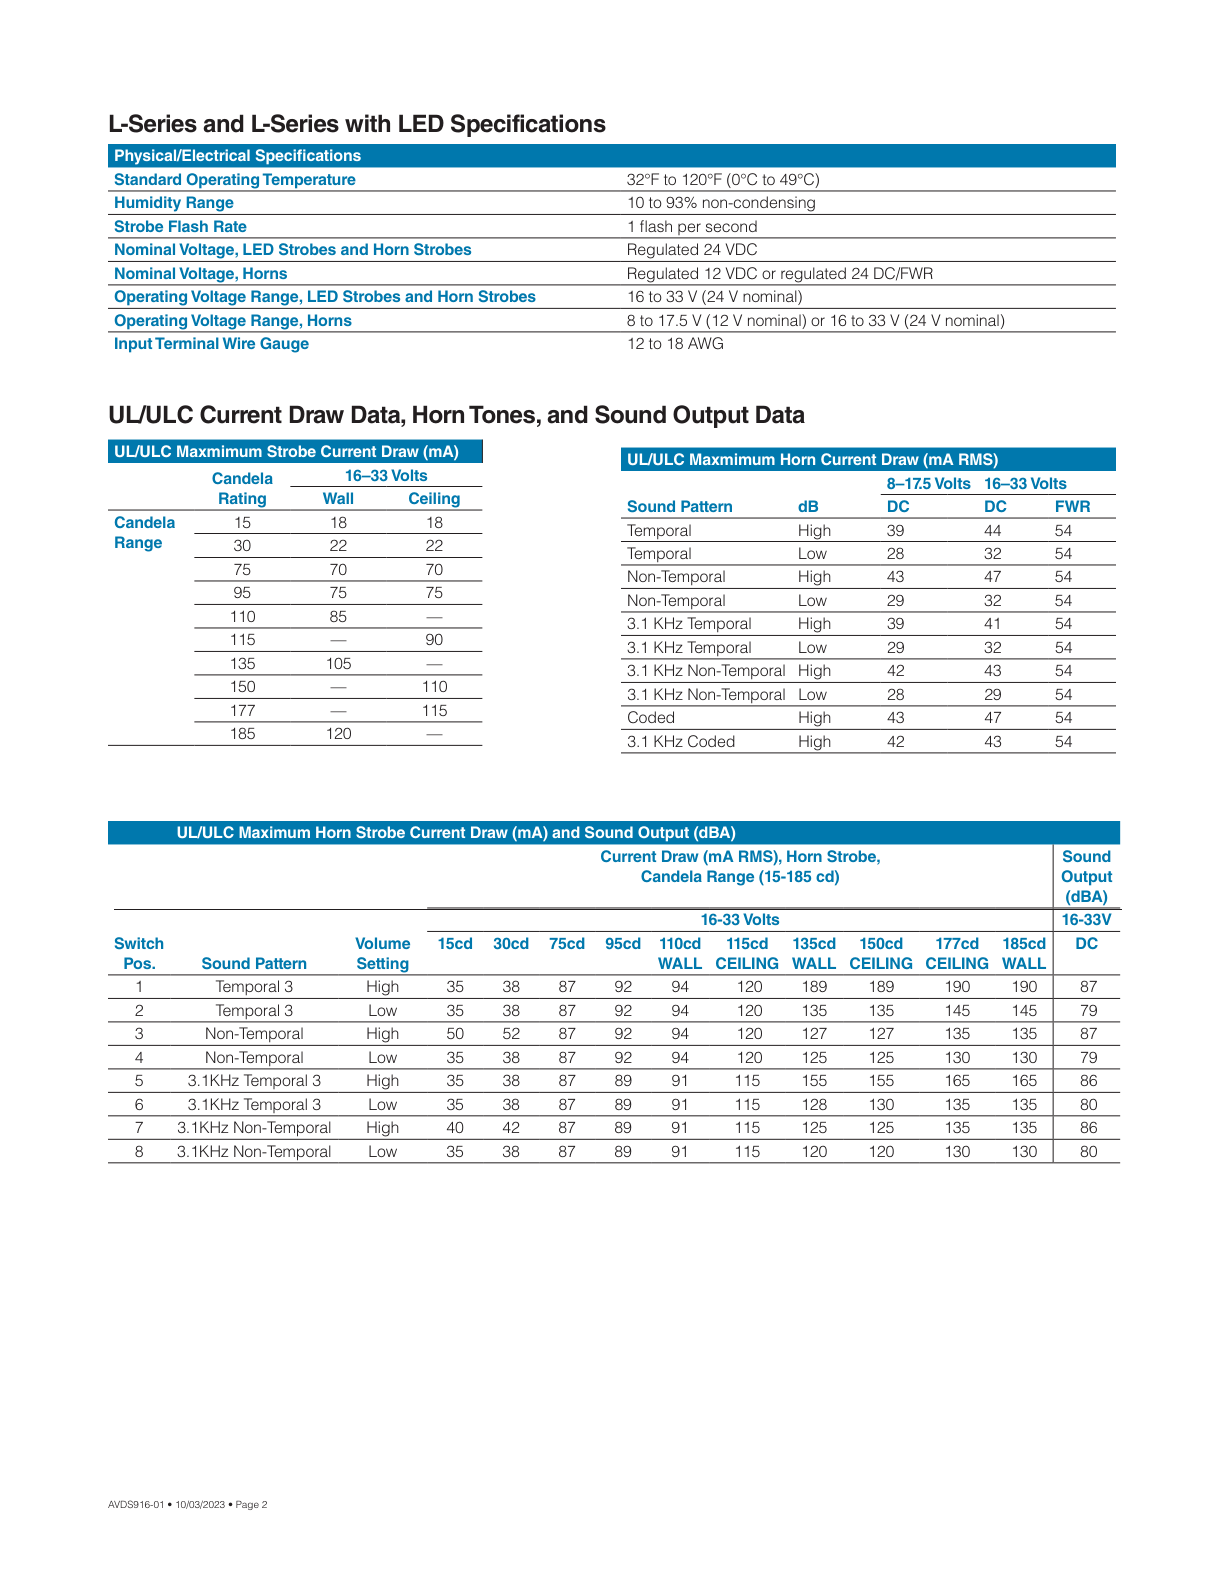 L-Series and L-Series with LED Specifications
Physical/Electrical Specifications
Standard Operating Temperature 32°F to 120°F (0°C to 49°C)
Humidity Range 10 to 93% non-condensing
Strobe Flash Rate 1 flash per second
Nominal Voltage, LED Strobes and Horn Strobes Regulated 24 VDC
Nominal Voltage, Horns Regulated 12 VDC or regulated 24 DC/FWR
Operating Voltage Range, LED Strobes and Horn Strobes 16 to 33 V (24 V nominal)
Operating Voltage Range, Horns 8 to 17.5 V (12 V nominal) or 16 to 33 V (24 V nominal)
Input Terminal Wire Gauge 12 to 18 AWG
UL/ULC Current Draw Data, Horn Tones, and Sound Output Data
UL/ULC Maxmimum Strobe Current Draw (mA)
Candela 16–33 Volts
Rating Wall Ceiling
Candela 15 18 18
Range 30 22 22
75 70 70
95 75 75
110 85 —
115 — 90
135 105 —
150 — 110
177 — 115
185 120 —
UL/ULC Maxmimum Horn Current Draw (mA RMS)
8–17.5 Volts 16–33 Volts
Sound Pattern dB DC DC FWR
Temporal High 39 44 54
Temporal Low 28 32 54
Non-Temporal High 43 47 54
Non-Temporal Low 29 32 54
3.1 KHz Temporal High 39 41 54
3.1 KHz Temporal Low 29 32 54
3.1 KHz Non-Temporal High 42 43 54
3.1 KHz Non-Temporal Low 28 29 54
Coded High 43 47 54
3.1 KHz Coded High 42 43 54
UL/ULC Maximum Horn Strobe Current Draw (mA) and Sound Output (dBA)
Current Draw (mA RMS), Horn Strobe, Sound
Candela Range (15-185 cd) Output
(dBA)
16-33 Volts 16-33V
Switch Volume 15cd 30cd 75cd 95cd 110cd 115cd 135cd 150cd 177cd 185cd DC
Pos. Sound Pattern Setting WALL CEILING WALL CEILING CEILING WALL
1 Temporal 3 High 35 38 87 92 94 120 189 189 190 190 87
2 Temporal 3 Low 35 38 87 92 94 120 135 135 145 145 79
3 Non-Temporal High 50 52 87 92 94 120 127 127 135 135 87
4 Non-Temporal Low 35 38 87 92 94 120 125 125 130 130 79
5 3.1KHz Temporal 3 High 35 38 87 89 91 115 155 155 165 165 86
6 3.1KHz Temporal 3 Low 35 38 87 89 91 115 128 130 135 135 80
7 3.1KHz Non-Temporal High 40 42 87 89 91 115 125 125 135 135 86
8 3.1KHz Non-Temporal Low 35 38 87 89 91 115 120 120 130 130 80
AVDS916-01 • 10/03/2023 • Page 2